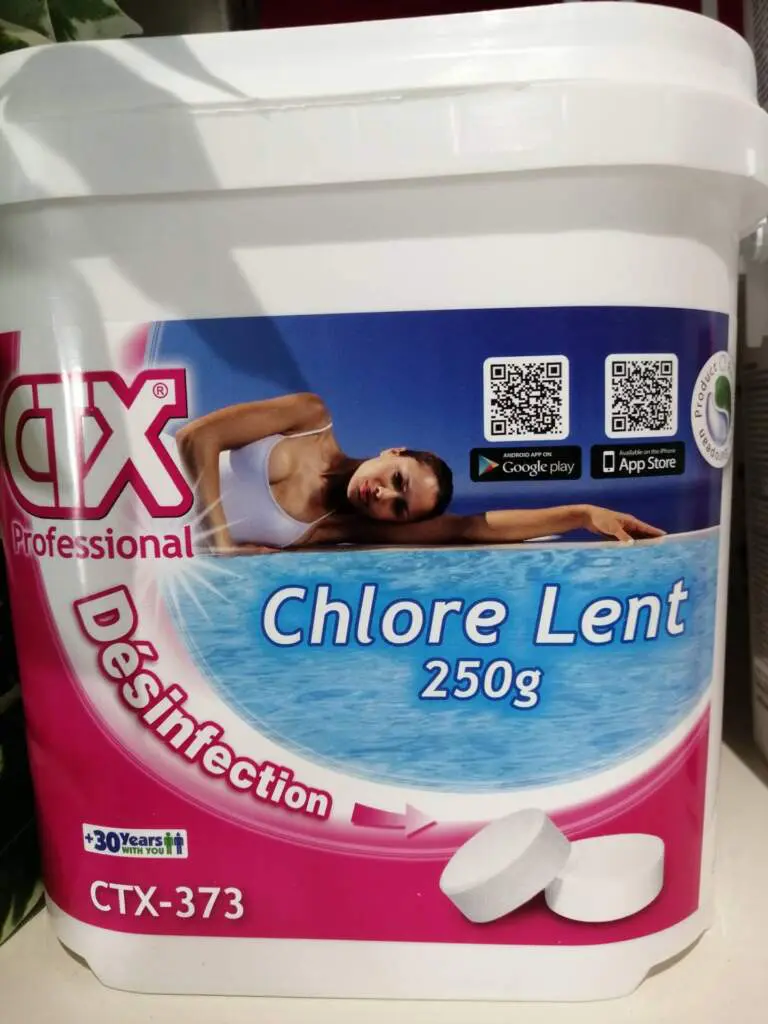 CTX®
Professional
ANDROID APP ON
Google play
Available on the iPhone
App Store
Product
Chlore Lent
250g
Désinfection
+30 Years
WITH YOU
CTX-373